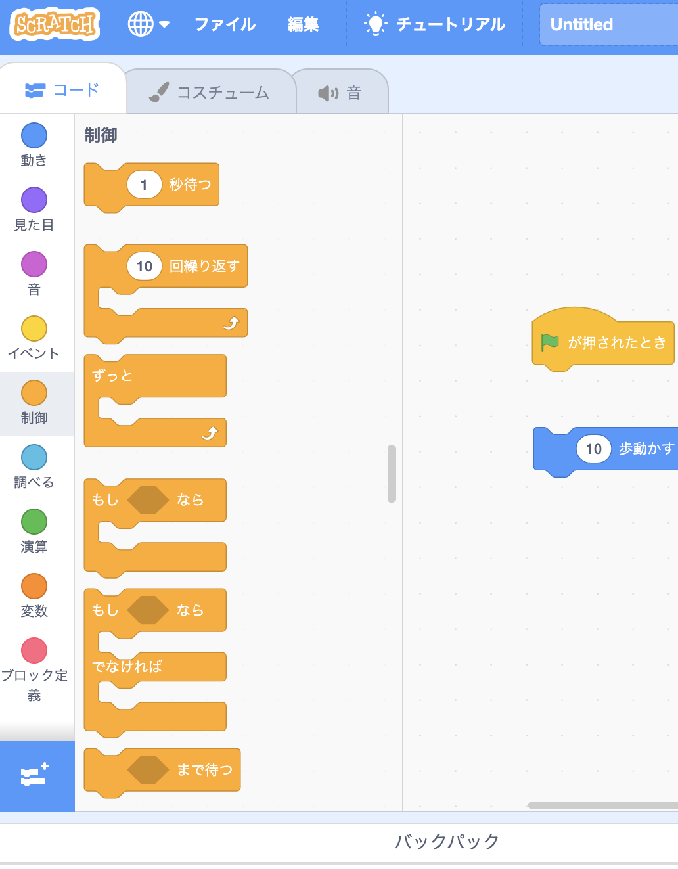 SCRATCH
ファイル
編集
チュートリアル
Untitled
コード
コスチューム
音
動き
見た目
音
イベント
制御
調べる
演算
変数
ブロック定
義
制御
1 秒待つ
10 回繰り返す
ずっと
もし なら
もし なら
でなければ
まで待つ
が押されたとき
10 歩動かす
バックパック